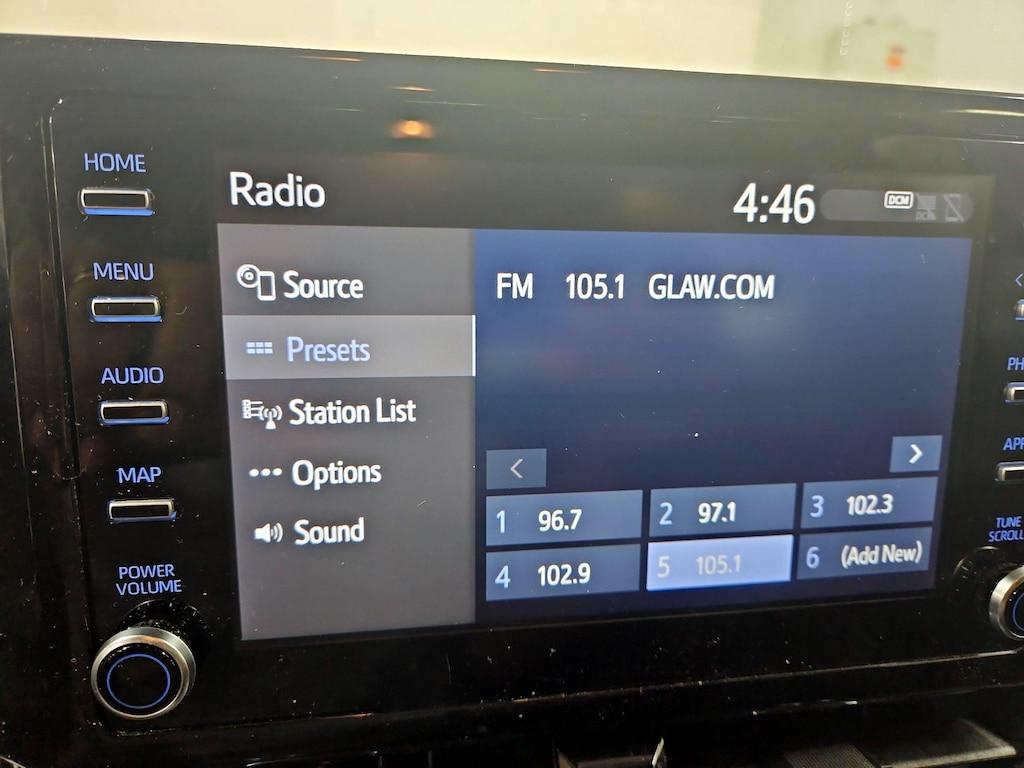 HOME
MENU
AUDIO
MAP
POWER
VOLUME
Radio
4:46
DCM
Source
Presets
Station List
Options
Sound
FM 105.1 GLAW.COM
<
>
1 96.7
2 97.1
3 102.3
4 102.9
5 105.1
6 (Add New)
TUNE